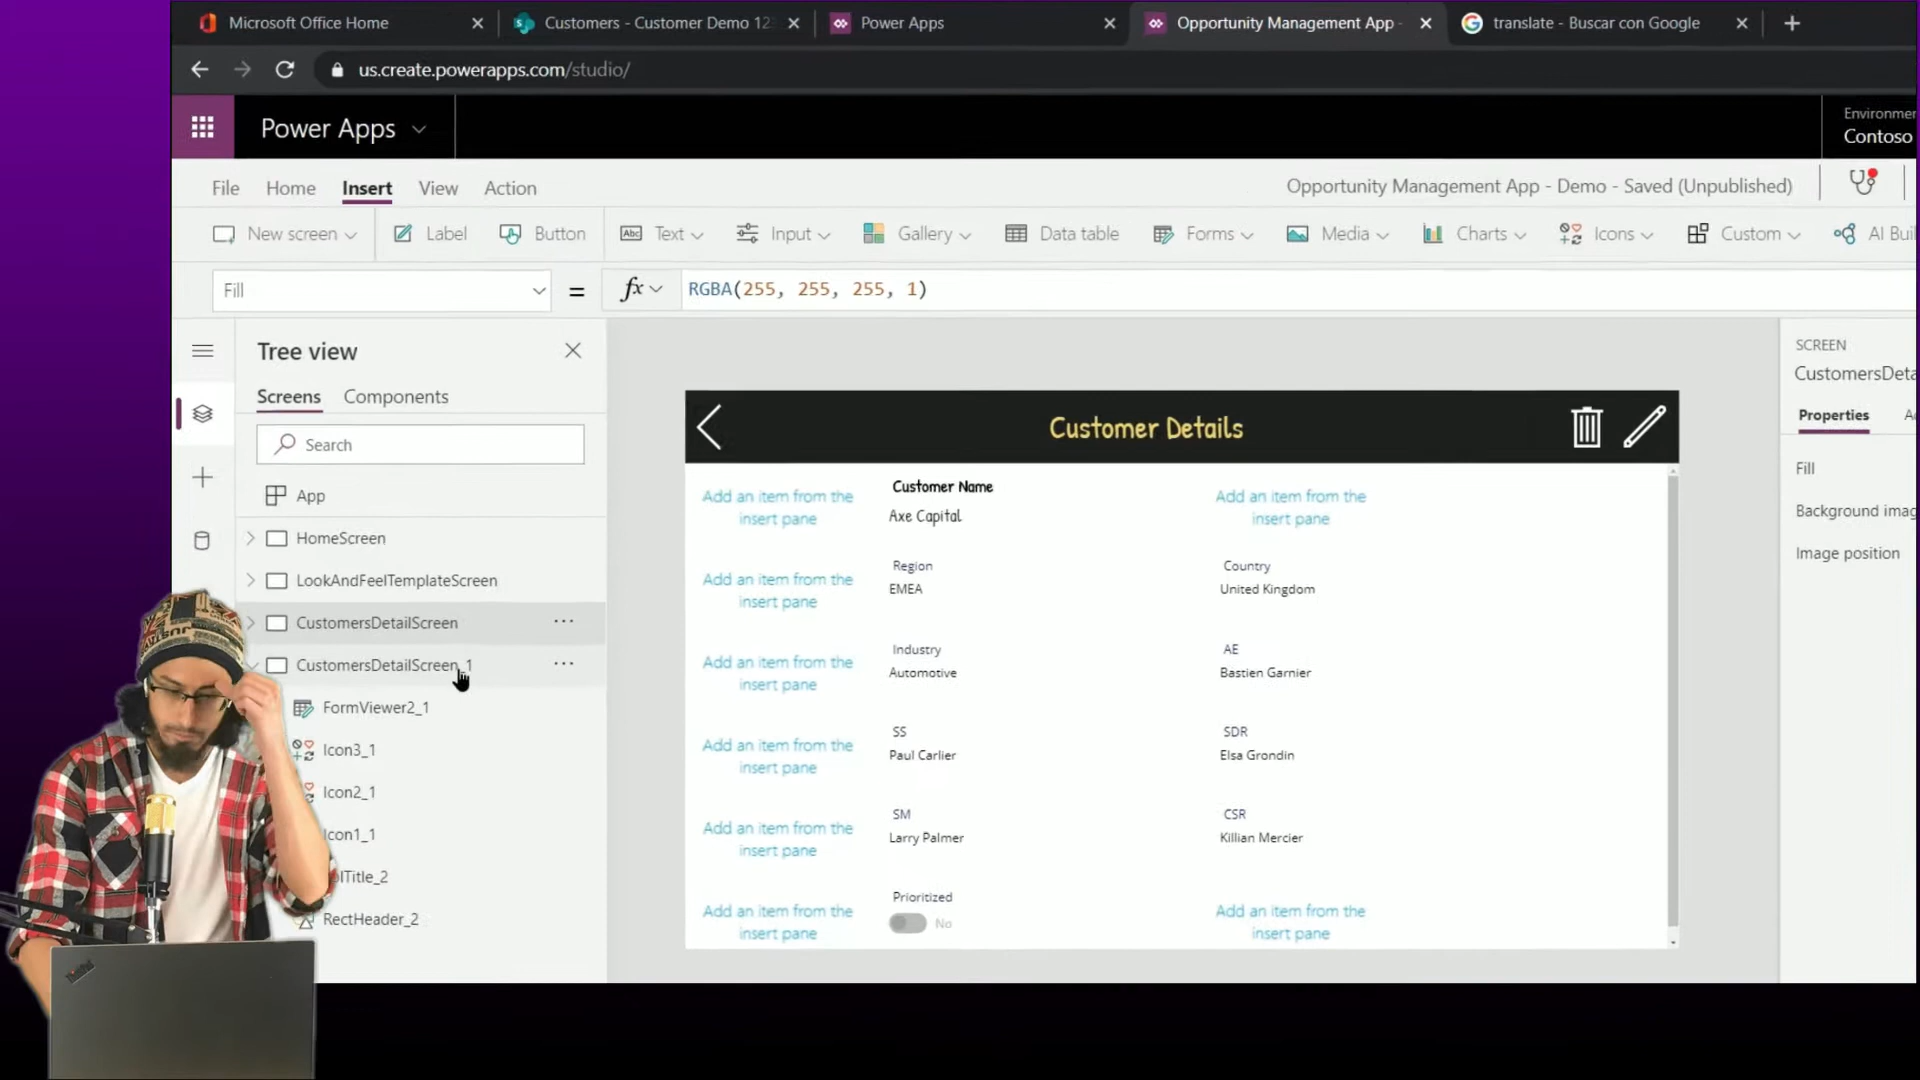 Microsoft Office Home
Customers - Customer Demo 12
Power Apps
Opportunity Management App -
translate - Buscar con Google
us.create.powerapps.com/studio/
Power Apps
Environmen
Contoso
File
Home
Insert
View
Action
Opportunity Management App - Demo - Saved (Unpublished)
New screen
Label
Button
Abc
Text
Input
Gallery
Data table
Forms
Media
Charts
Icons
Custom
AI Buil
Fill
=
fx
RGBA(255, 255, 255, 1)
Tree view
Screens
Components
Search
App
HomeScreen
LookAndFeelTemplateScreen
CustomersDetailScreen
CustomersDetailScreen_1
FormViewer2_1
Icon3_1
Icon2_1
Icon1_1
lTitle_2
RectHeader_2
Customer Details
Add an item from the
insert pane
Customer Name
Axe Capital
Add an item from the
insert pane
Add an item from the
insert pane
Region
EMEA
Country
United Kingdom
Add an item from the
insert pane
Industry
Automotive
AE
Bastien Garnier
Add an item from the
insert pane
SS
Paul Carlier
SDR
Elsa Grondin
Add an item from the
insert pane
SM
Larry Palmer
CSR
Killian Mercier
Add an item from the
insert pane
Prioritized
No
Add an item from the
insert pane
SCREEN
CustomersDeta
Properties
A
Fill
Background imag
Image position